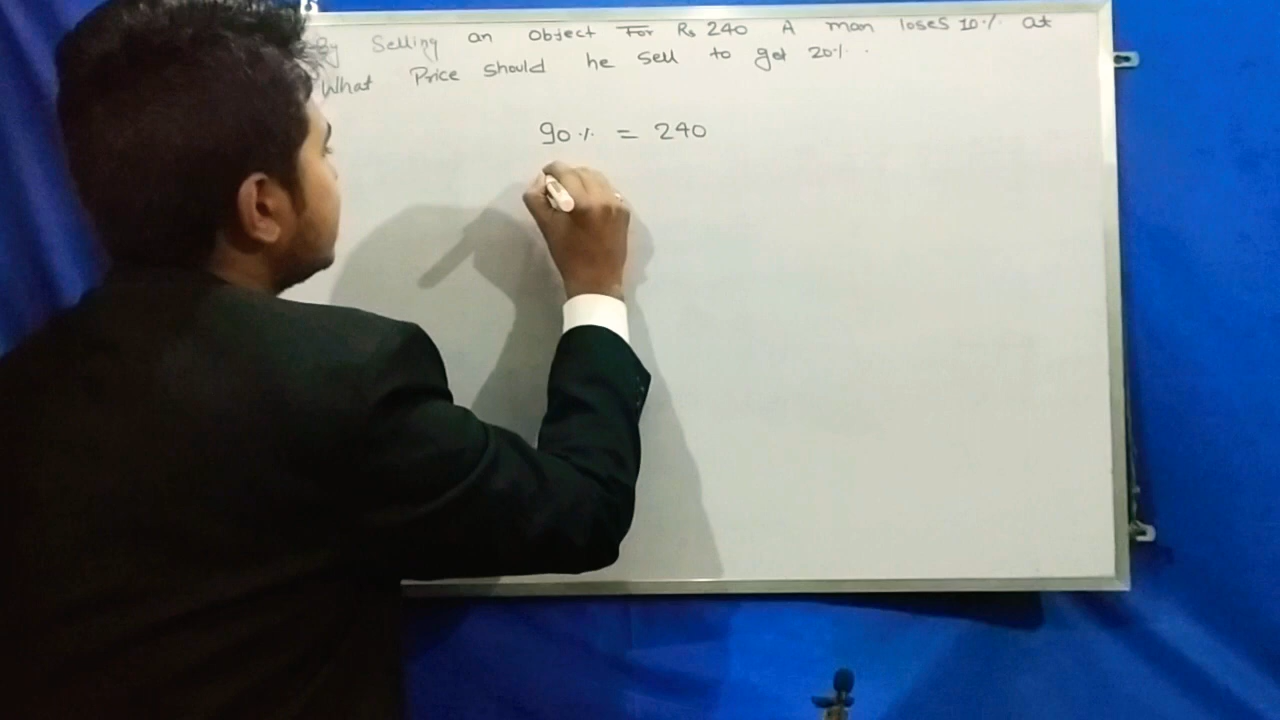 By Selling an object For Rs 240 A man loses 10% at
What Price should he sell to get 20%.
90% = 240